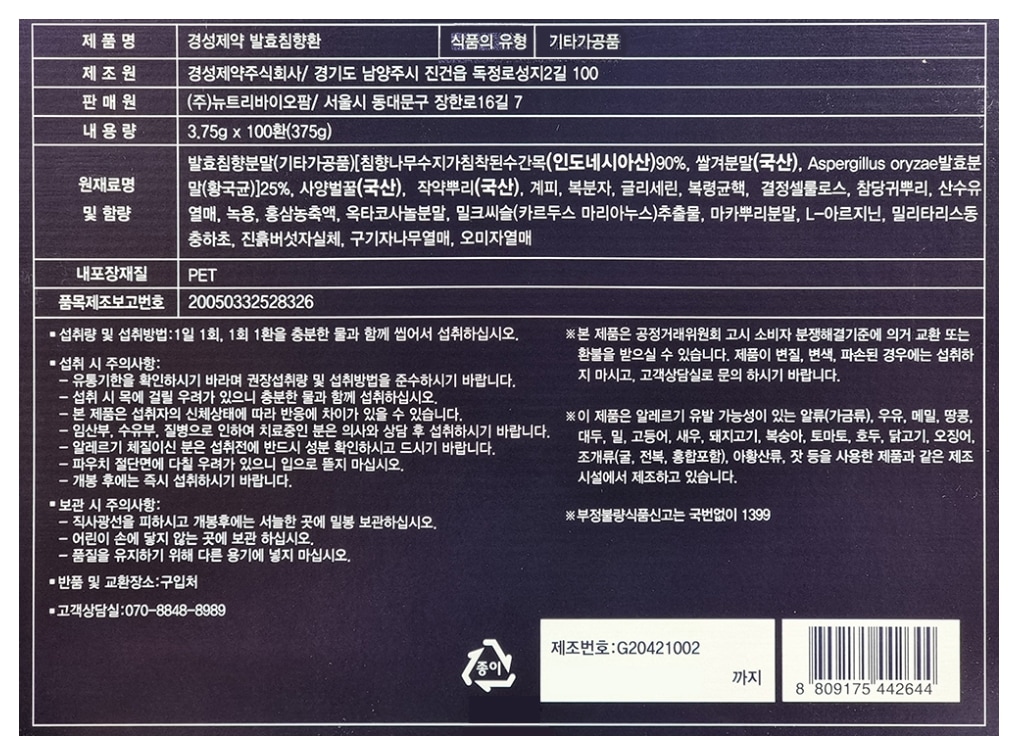 제 품 명 경성제약 발효침향환 식품의 유형 기타가공품
제 조 원 경성제약주식회사/ 경기도 남양주시 진건읍 독정로성지2길 100
판 매 원 (주)뉴트리바이오팜/ 서울시 동대문구 장한로16길 7
내 용 량 3.75g x 100환(375g)
원재료명 및 함량
발효침향분말(기타가공품)[침향나무수지가침착된수간목(인도네시아산)90%, 쌀겨분말(국산), Aspergillus oryzae발효분
말(황국균)]25%, 사양벌꿀(국산), 작약뿌리(국산), 계피, 복분자, 글리세린, 복령균핵, 결정셀룰로스, 참당귀뿌리, 산수유
열매, 녹용, 홍삼농축액, 옥타코사놀분말, 밀크씨슬(카르두스 마리아누스)추출물, 마카뿌리분말, L-아르지닌, 밀리타리스동
충하초, 진흙버섯자실체, 구기자나무열매, 오미자열매
내포장재질 PET
품목제조보고번호 20050332528326
▪ 섭취량 및 섭취방법:1일 1회, 1회 1환을 충분한 물과 함께 씹어서 섭취하십시오.
▪ 섭취 시 주의사항:
– 유통기한을 확인하시기 바라며 권장섭취량 및 섭취방법을 준수하시기 바랍니다.
– 섭취 시 목에 걸릴 우려가 있으니 충분한 물과 함께 섭취하십시오.
– 본 제품은 섭취자의 신체상태에 따라 반응에 차이가 있을 수 있습니다.
– 임산부, 수유부, 질병으로 인하여 치료중인 분은 의사와 상담 후 섭취하시기 바랍니다.
– 알레르기 체질이신 분은 섭취전에 반드시 성분 확인하시고 드시기 바랍니다.
– 파우치 절단면에 다칠 우려가 있으니 입으로 뜯지 마십시오.
– 개봉 후에는 즉시 섭취하시기 바랍니다.
▪ 보관 시 주의사항:
– 직사광선을 피하시고 개봉후에는 서늘한 곳에 밀봉 보관하십시오.
– 어린이 손에 닿지 않는 곳에 보관 하십시오.
– 품질을 유지하기 위해 다른 용기에 넣지 마십시오.
▪ 반품 및 교환장소:구입처
▪ 고객상담실:070-8848-8989
※본 제품은 공정거래위원회 고시 소비자 분쟁해결기준에 의거 교환 또는
환불을 받으실 수 있습니다. 제품이 변질, 변색, 파손된 경우에는 섭취하
지 마시고, 고객상담실로 문의 하시기 바랍니다.
※이 제품은 알레르기 유발 가능성이 있는 알류(가금류), 우유, 메밀, 땅콩,
대두, 밀, 고등어, 새우, 돼지고기, 복숭아, 토마토, 호두, 닭고기, 오징어,
조개류(굴, 전복, 홍합포함), 아황산류, 잣 등을 사용한 제품과 같은 제조
시설에서 제조하고 있습니다.
※부정불량식품신고는 국번없이 1399
종이
제조번호:G20421002
까지
8 809175 442644